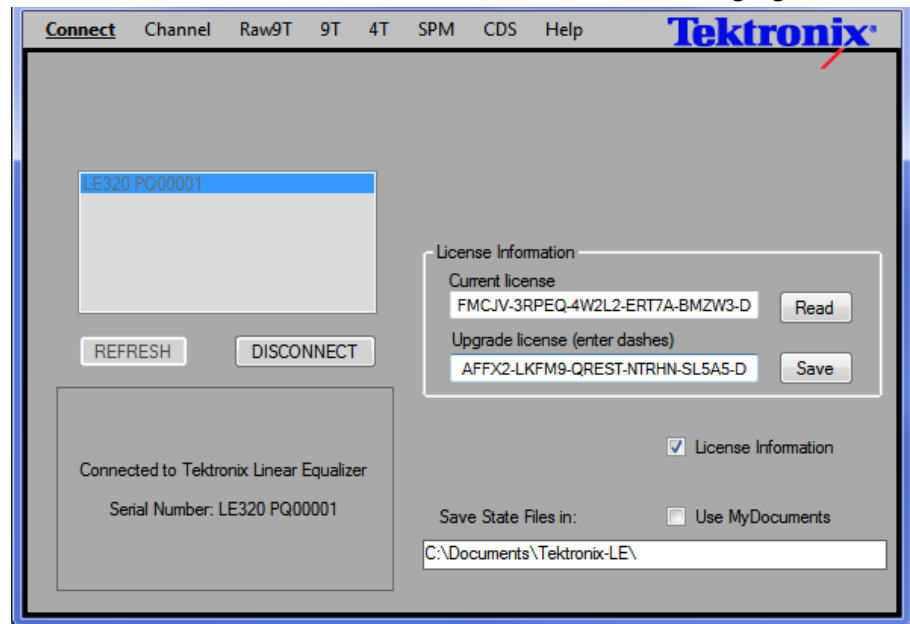 Connect Channel Raw9T 9T 4T SPM CDS Help Tektronix
LE320 PQ00001
License Information
Current license
FMCJV-3RPEQ-4W2L2-ERT7A-BMZW3-D Read
Upgrade license (enter dashes)
AFFX2-LKFM9-QREST-NTRHN-SL5A5-D Save
REFRESH DISCONNECT
License Information
Connected to Tektronix Linear Equalizer
Serial Number: LE320 PQ00001
Save State Files in: Use MyDocuments
C:\Documents\Tektronix-LE\